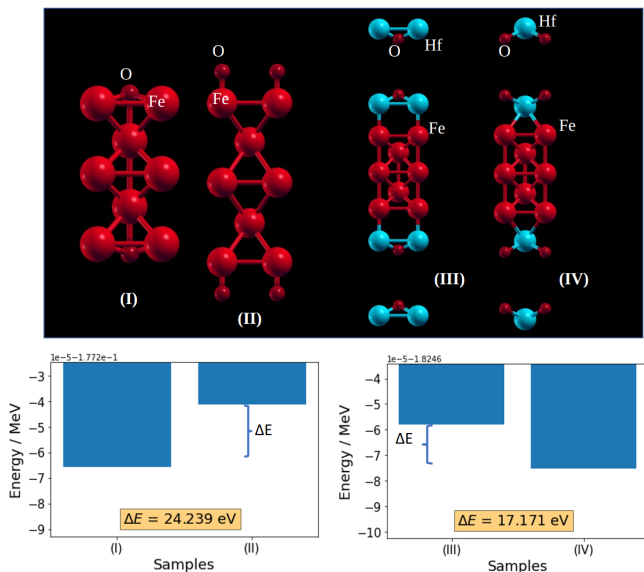 O
Fe
(I)
O
Fe
(II)
O
Hf
Fe
(III)
Hf
O
Fe
(IV)
1e−5−1.772e−1
−3
−4
−5
−6
−7
−8
−9
Energy / MeV
ΔE
ΔE = 24.239 eV
(I)
(II)
Samples
1e−5−1.8246
−4
−5
−6
−7
−8
−9
−10
Energy / MeV
ΔE
ΔE = 17.171 eV
(III)
(IV)
Samples